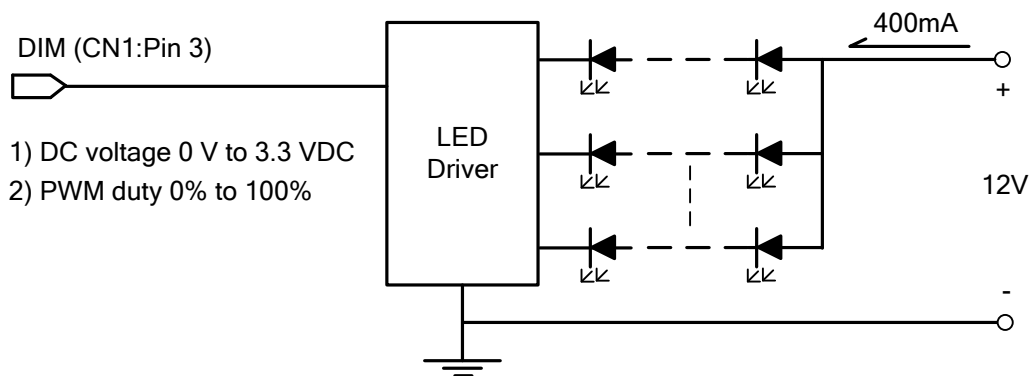 400mA
DIM (CN1:Pin 3)
+
1) DC voltage 0 V to 3.3 VDC
2) PWM duty 0% to 100%
LED
Driver
12V
-